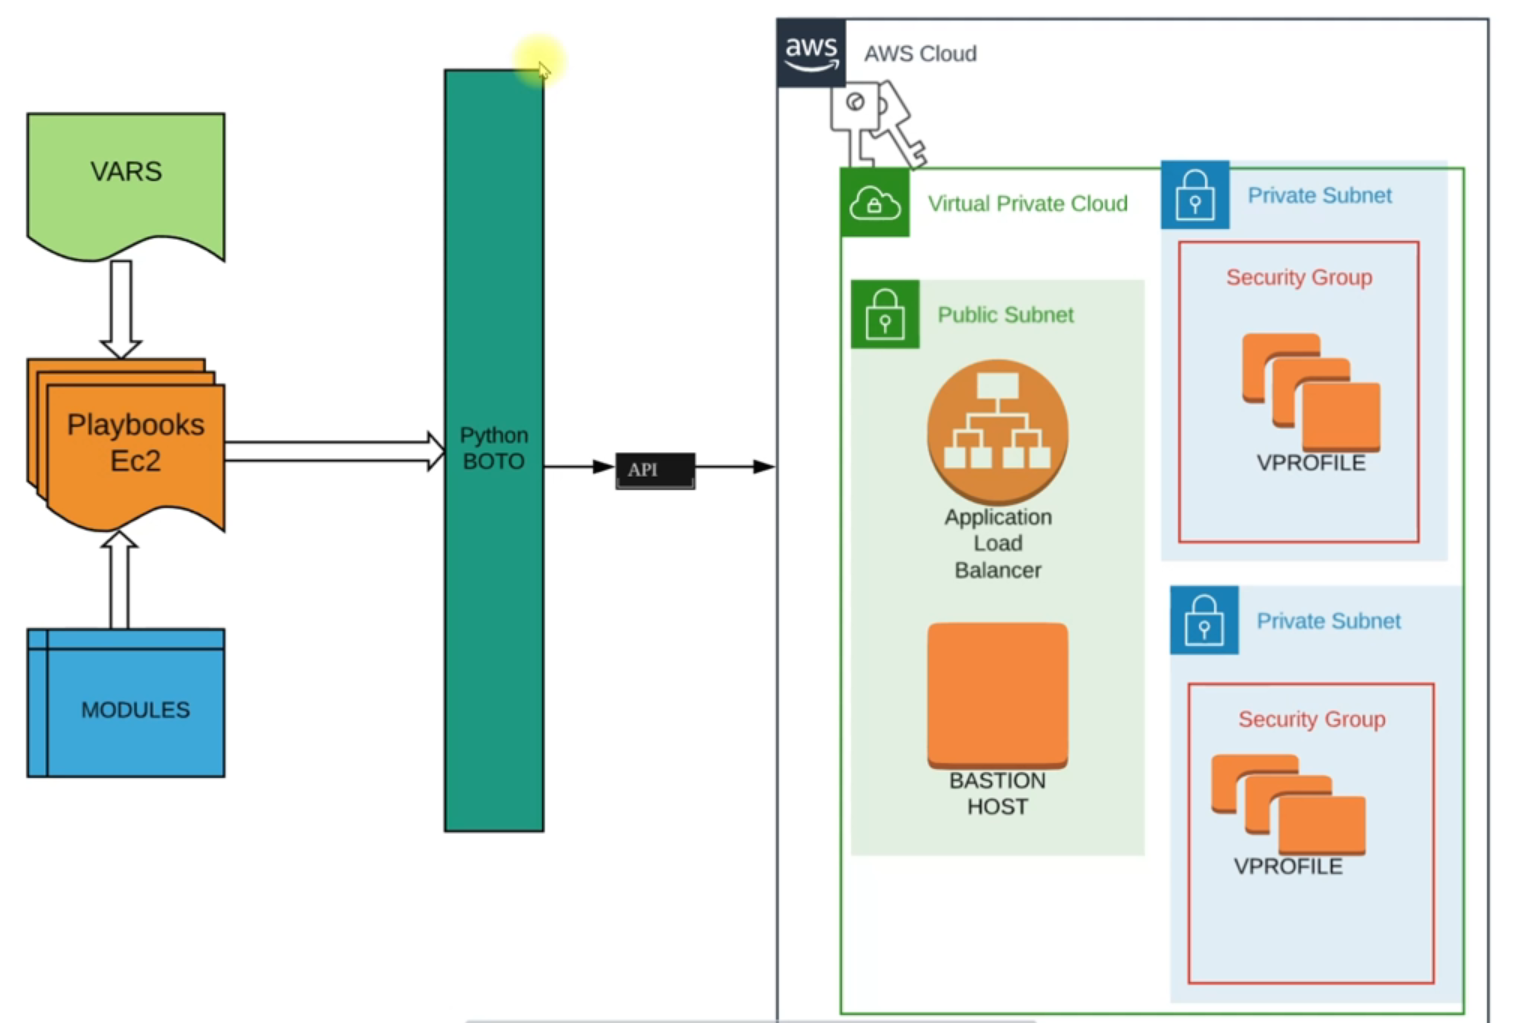 VARS
Playbooks
Ec2
MODULES
Python
BOTO
API
aws
AWS Cloud
Virtual Private Cloud
Public Subnet
Application
Load
Balancer
BASTION
HOST
Private Subnet
Security Group
VPROFILE
Private Subnet
Security Group
VPROFILE